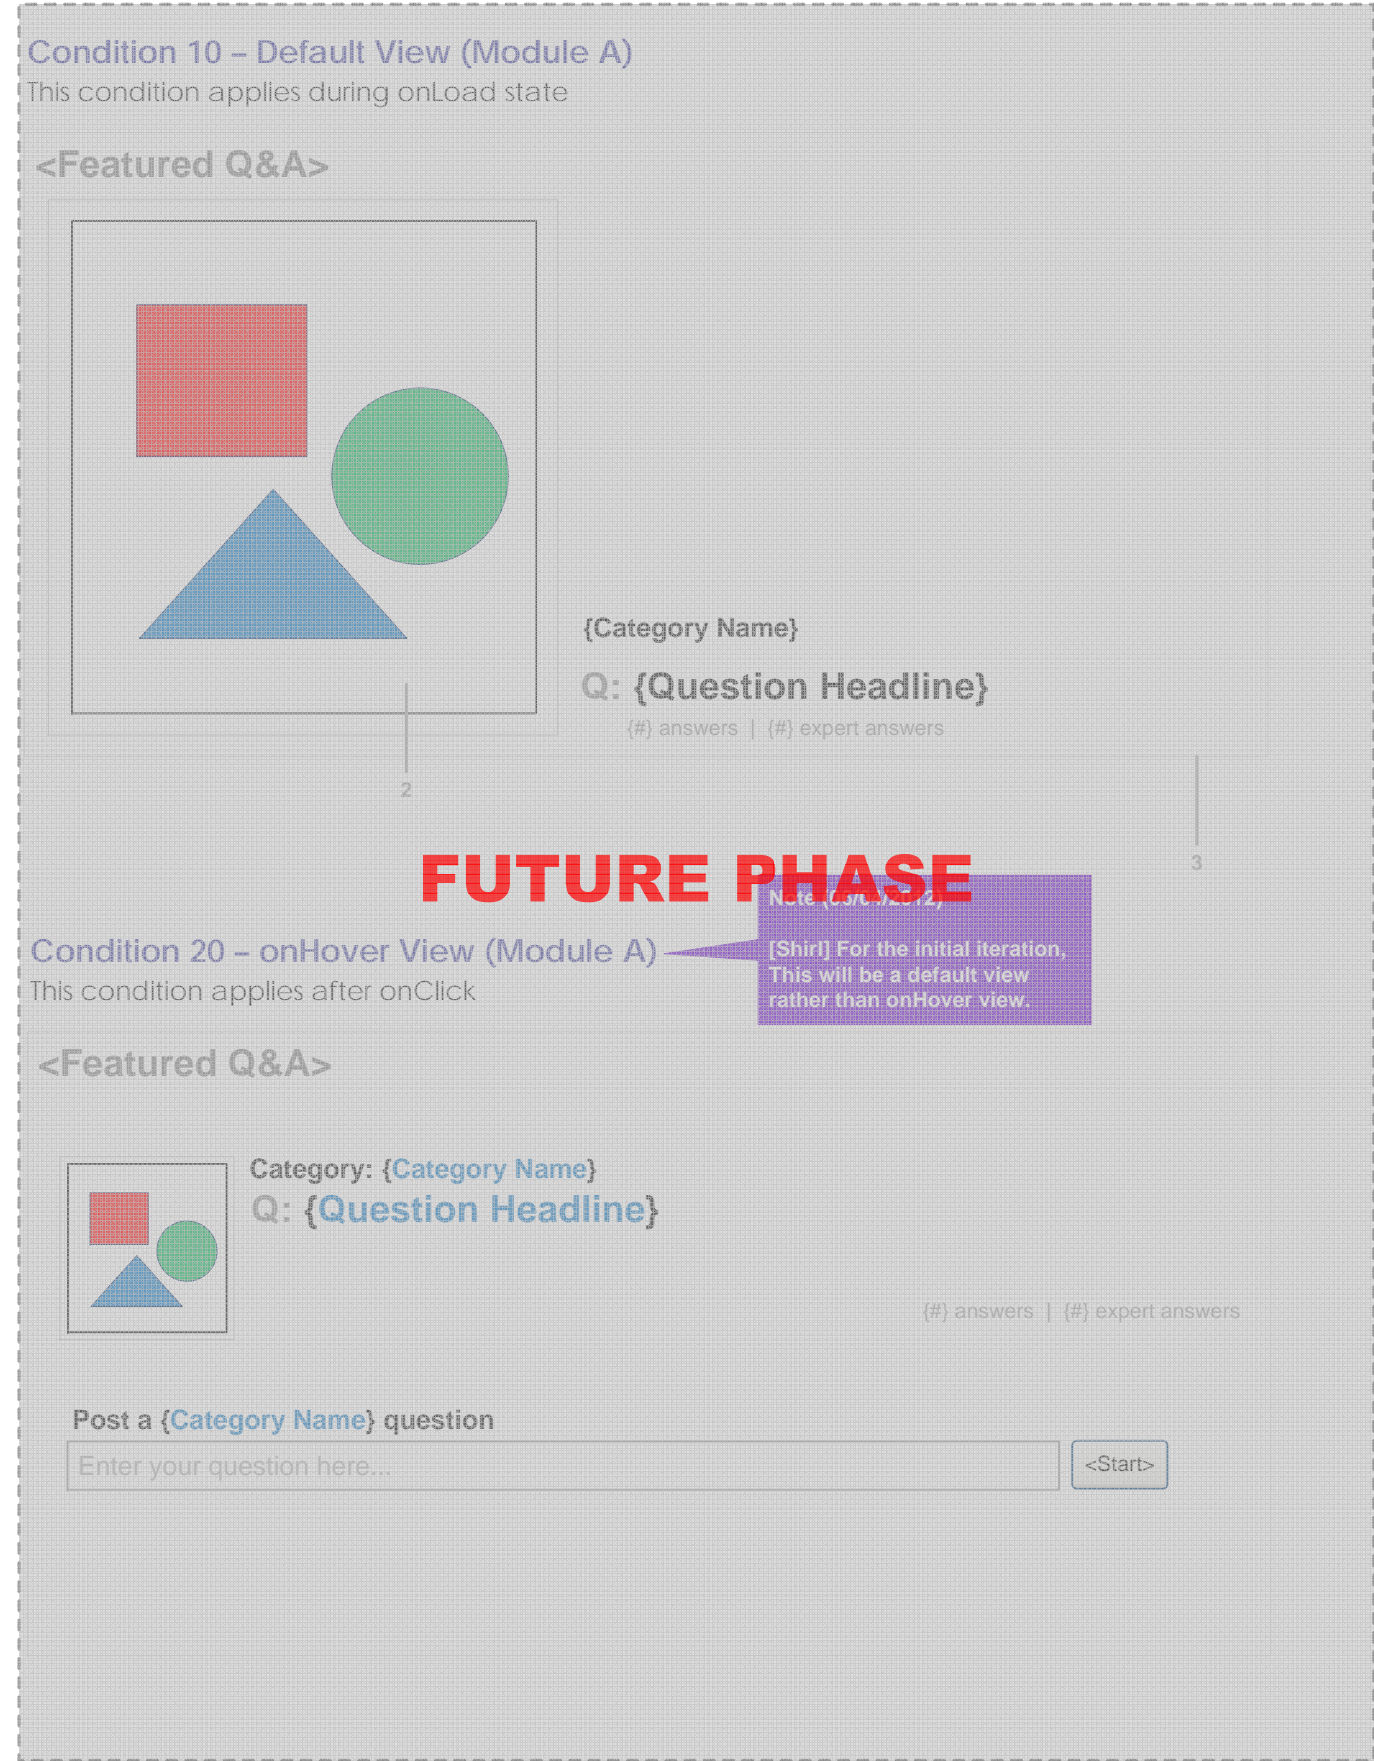 Condition 10 – Default View (Module A)
This condition applies during onLoad state
<Featured Q&A>
{Category Name}
Q: {Question Headline}
{#} answers | {#} expert answers
2
3
FUTURE PHASE
Note
Condition 20 – onHover View (Module A)
This condition applies after onClick
[Shirl] For the initial iteration,
This will be a default view
rather than onHover view.
<Featured Q&A>
Category: {Category Name}
Q: {Question Headline}
{#} answers | {#} expert answers
Post a {Category Name} question
Enter your question here...
<Start>